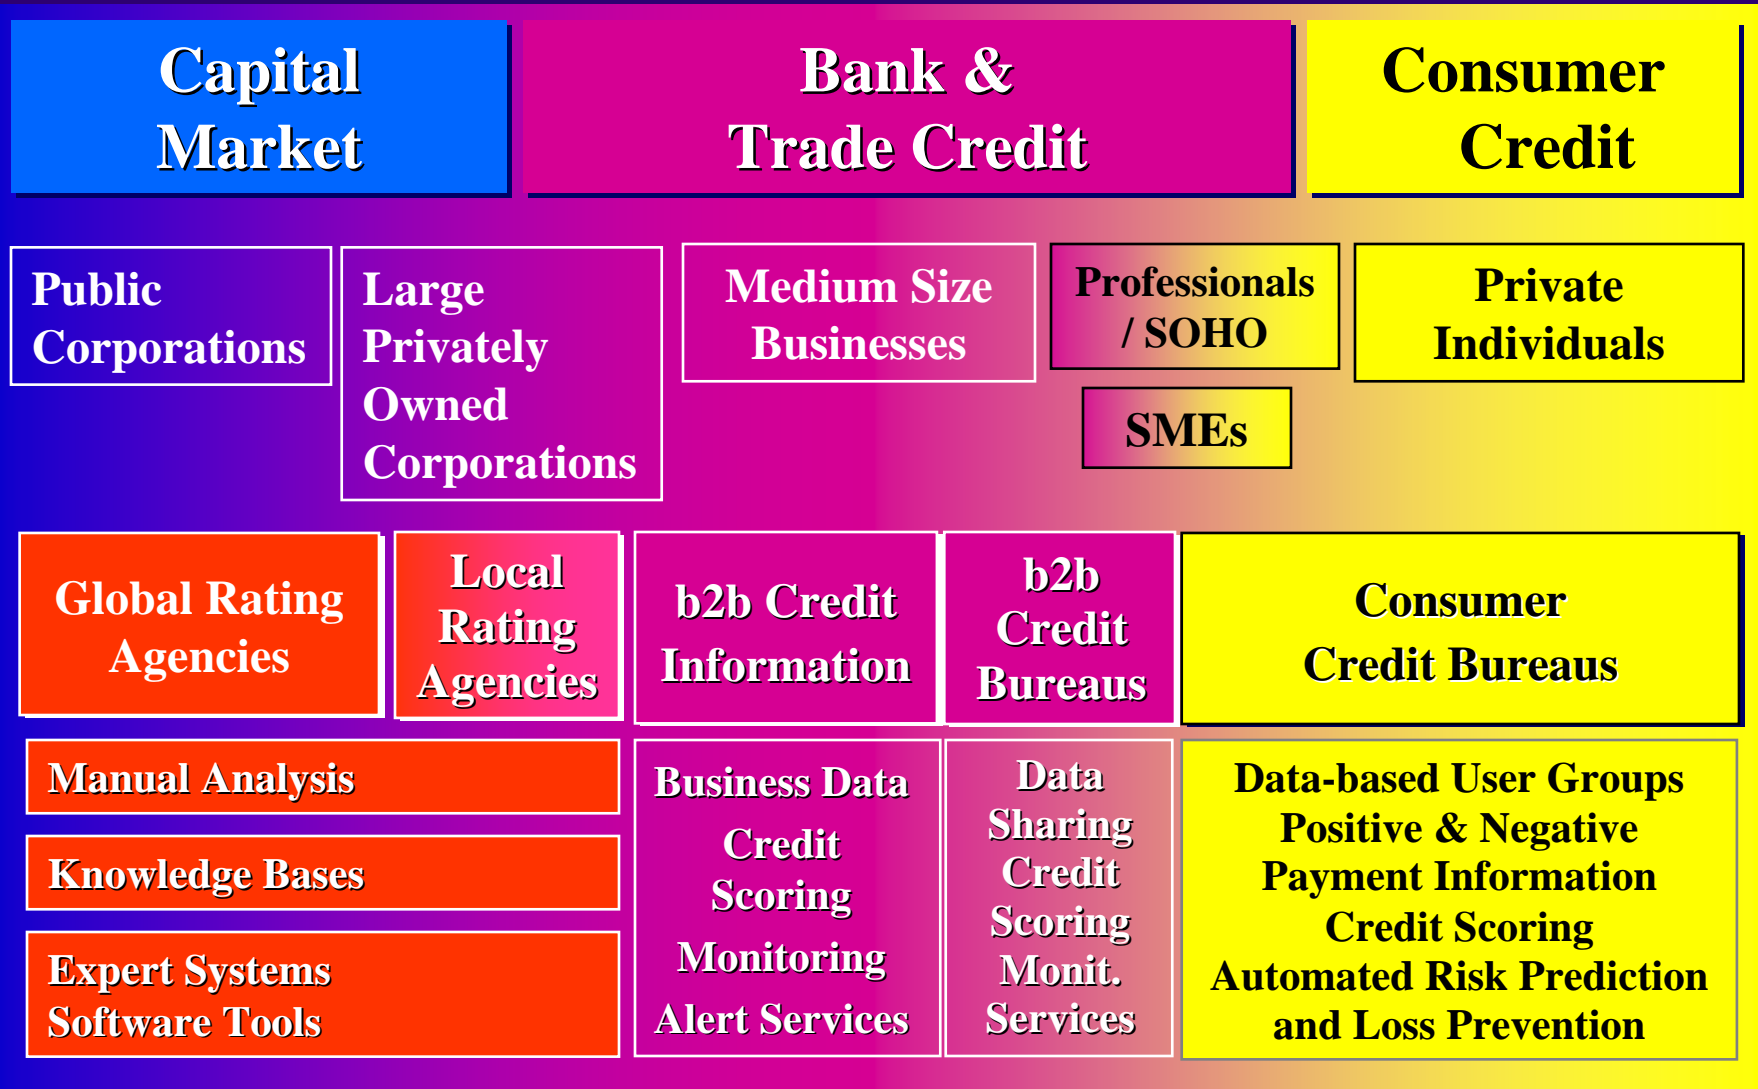 Capital
Market
Bank &
Trade Credit
Consumer
Credit
Public
Corporations
Large
Privately
Owned
Corporations
Medium Size
Businesses
Professionals
/ SOHO
SMEs
Private
Individuals
Global Rating
Agencies
Local
Rating
Agencies
b2b Credit
Information
b2b
Credit
Bureaus
Consumer
Credit Bureaus
Manual Analysis
Knowledge Bases
Expert Systems
Software Tools
Business Data
Credit
Scoring
Monitoring
Alert Services
Data
Sharing
Credit
Scoring
Monit.
Services
Data-based User Groups
Positive & Negative
Payment Information
Credit Scoring
Automated Risk Prediction
and Loss Prevention